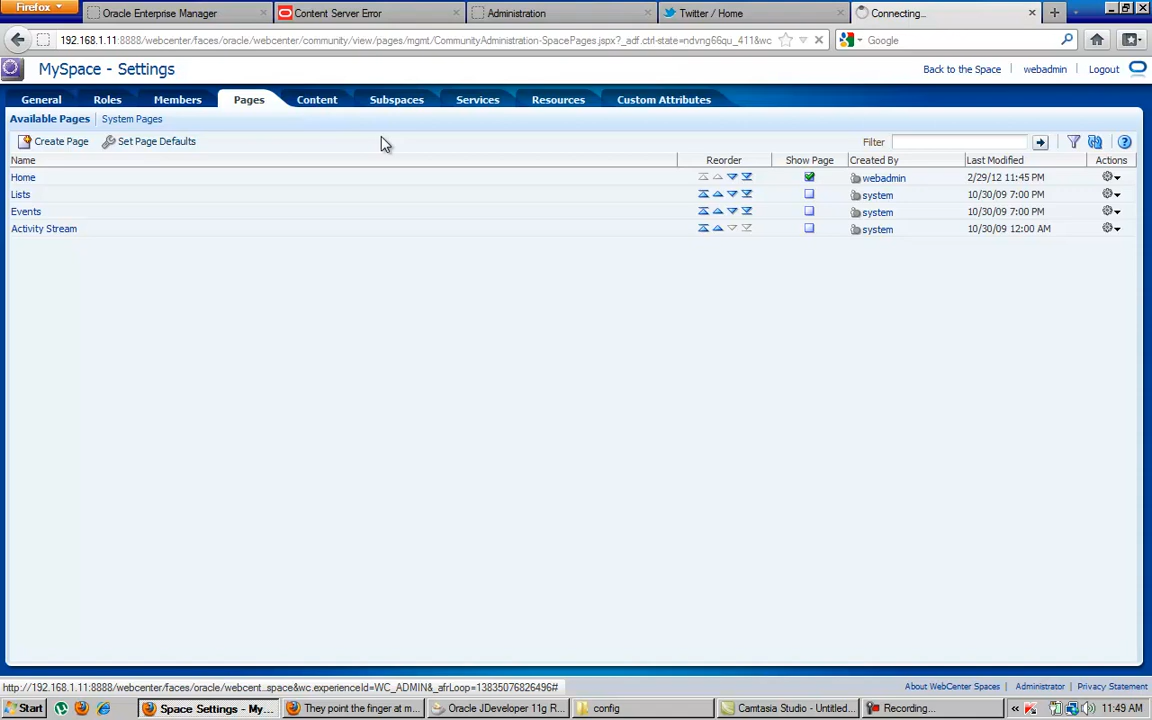 Firefox
Oracle Enterprise Manager
Content Server Error
Administration
Twitter / Home
Connecting...
192.168.1.11:8888/webcenter/faces/oracle/webcenter/community/view/pages/mgmt/CommunityAdministration-SpacePages.jspx?_adf.ctrl-state=ndvng66qu_411&wc
Google
MySpace - Settings
Back to the Space
webadmin
Logout
General
Roles
Members
Pages
Content
Subspaces
Services
Resources
Custom Attributes
Available Pages
System Pages
Create Page
Set Page Defaults
Filter
Name
Reorder
Show Page
Created By
Last Modified
Actions
Home
webadmin
2/29/12 11:45 PM
Lists
system
10/30/09 7:00 PM
Events
system
10/30/09 7:00 PM
Activity Stream
system
10/30/09 12:00 AM
http://192.168.1.11:8888/webcenter/faces/oracle/webcent..space&wc.experienceId=WC_ADMIN&_afrLoop=13835076826496#
About WebCenter Spaces
Administrator
Privacy Statement
Start
Space Settings - My...
They point the finger at m...
Oracle JDeveloper 11g R...
config
Camtasia Studio - Untitled...
Recording...
11:49 AM